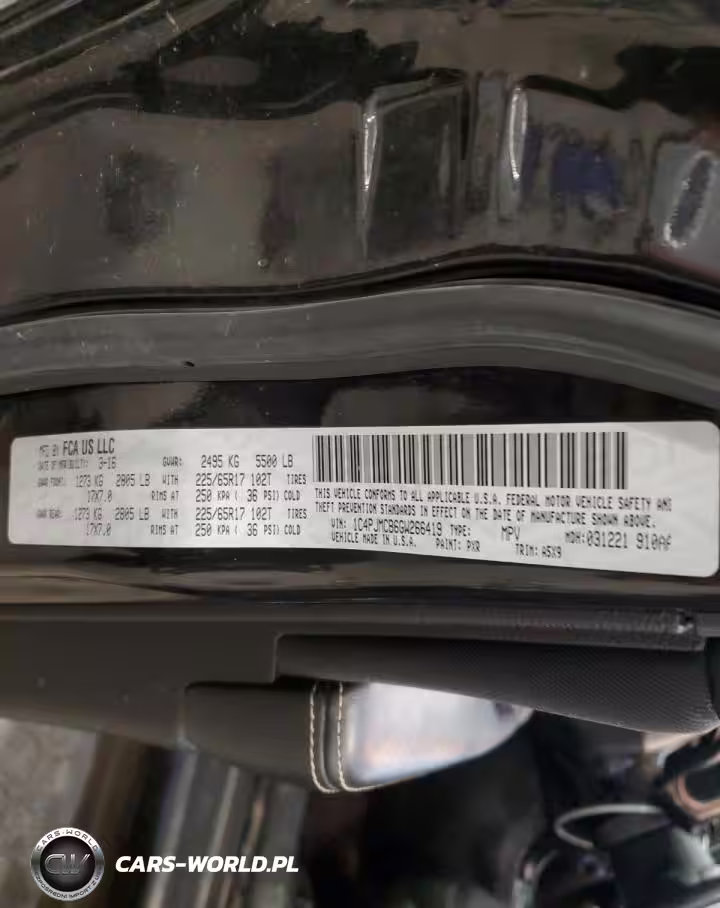 MFD BY FCA US LLC
DATE OF MFR(BUILT): 3-16 GVWR: 2495 KG 5500 LB
GAWR FRONT: 1273 KG 2805 LB WITH 225/65R17 102T TIRES
17X7.0 RIMS AT 250 KPA ( 36 PSI) COLD
GAWR REAR: 1273 KG 2805 LB WITH 225/65R17 102T TIRES
17X7.0 RIMS AT 250 KPA ( 36 PSI) COLD
THIS VEHICLE CONFORMS TO ALL APPLICABLE U.S.A. FEDERAL MOTOR VEHICLE SAFETY AND
THEFT PREVENTION STANDARDS IN EFFECT ON THE DATE OF MANUFACTURE SHOWN ABOVE.
VIN: 1C4PJMCB6GW266419 TYPE: MPV MDH: 031221 910AF
VEHICLE MADE IN U.S.A. PAINT: PXR TRIM: A5X9
CARS-WORLD
CW
CARS-WORLD.PL